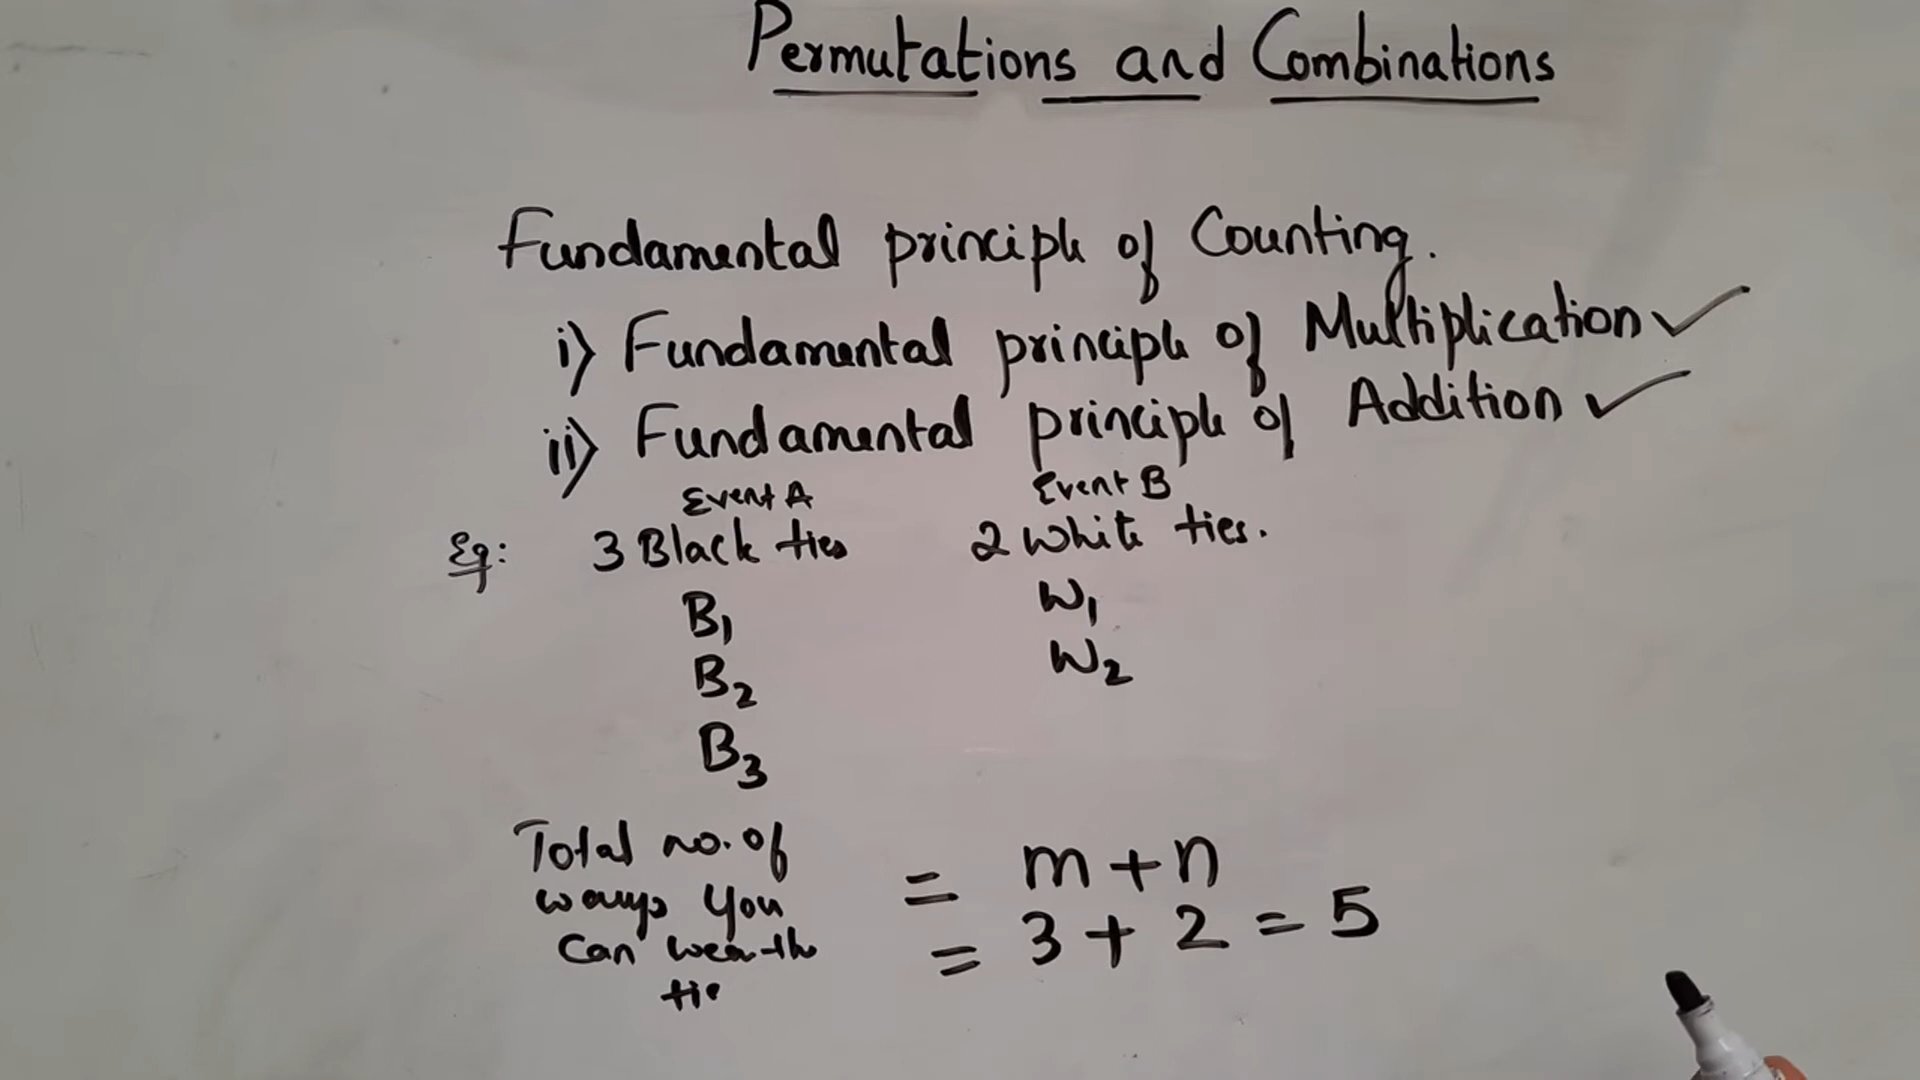 Permutations and Combinations
Fundamental principle of Counting.
i) Fundamental principle of Multiplication ✓
ii) Fundamental principle of Addition ✓
Event A Event B
Eg: 3 Black ties 2 White ties.
B1 W1
B2 W2
B3
Total no. of
ways you
can wear the
tie
= m + n
= 3 + 2 = 5